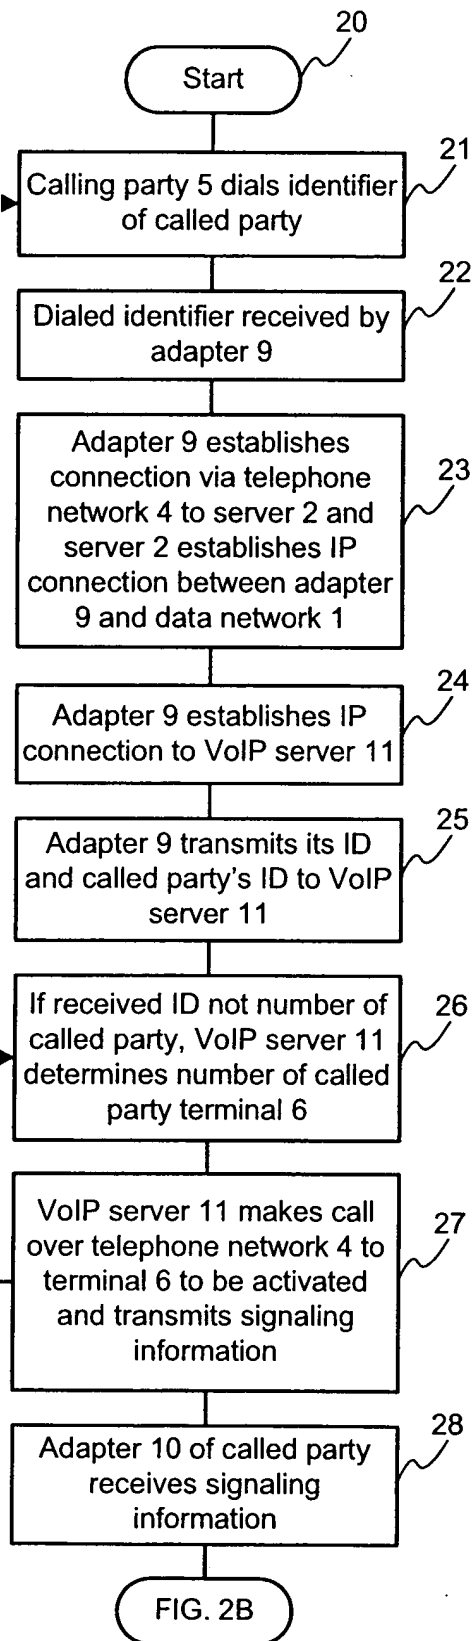 20
Start
21
Calling party 5 dials identifier
of called party
22
Dialed identifier received by
adapter 9
23
Adapter 9 establishes
connection via telephone
network 4 to server 2 and
server 2 establishes IP
connection between adapter
9 and data network 1
24
Adapter 9 establishes IP
connection to VoIP server 11
25
Adapter 9 transmits its ID
and called party's ID to VoIP
server 11
26
If received ID not number of
called party, VoIP server 11
determines number of called
party terminal 6
27
VoIP server 11 makes call
over telephone network 4 to
terminal 6 to be activated
and transmits signaling
information
28
Adapter 10 of called party
receives signaling
information
FIG. 2B